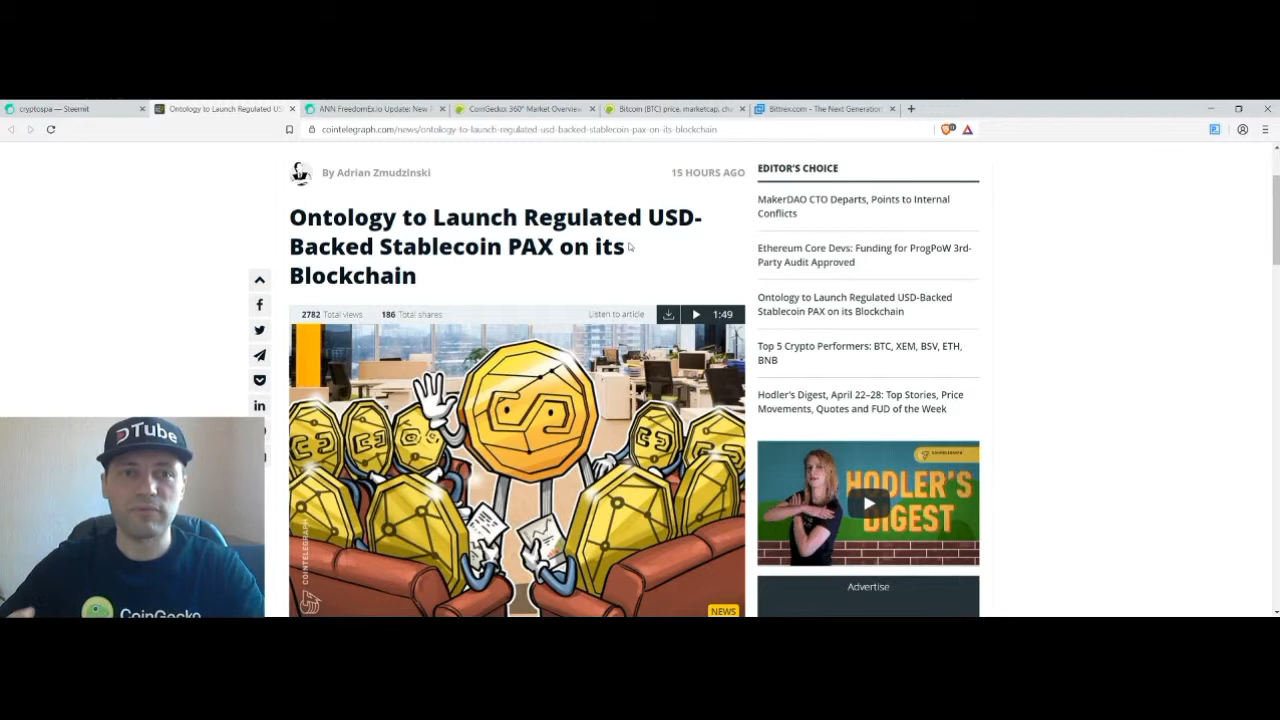 cryptospa — Steemit
Ontology to Launch Regulated US
ANN FreedomEx.io Update: New
CoinGecko: 360° Market Overview
Bitcoin (BTC) price, marketcap, ch
Bittrex.com - The Next Generation
cointelegraph.com/news/ontology-to-launch-regulated-usd-backed-stablecoin-pax-on-its-blockchain
By Adrian Zmudzinski
15 HOURS AGO
Ontology to Launch Regulated USD-
Backed Stablecoin PAX on its
Blockchain
2782 Total views
186 Total shares
Listen to article
1:49
COINTELEGRAPH
NEWS
EDITOR'S CHOICE
MakerDAO CTO Departs, Points to Internal
Conflicts
Ethereum Core Devs: Funding for ProgPoW 3rd-
Party Audit Approved
Ontology to Launch Regulated USD-Backed
Stablecoin PAX on its Blockchain
Top 5 Crypto Performers: BTC, XEM, BSV, ETH,
BNB
Hodler's Digest, April 22–28: Top Stories, Price
Movements, Quotes and FUD of the Week
COINTELEGRAPH
HODLER'S
DIGEST
Advertise
DTube
CoinGecko